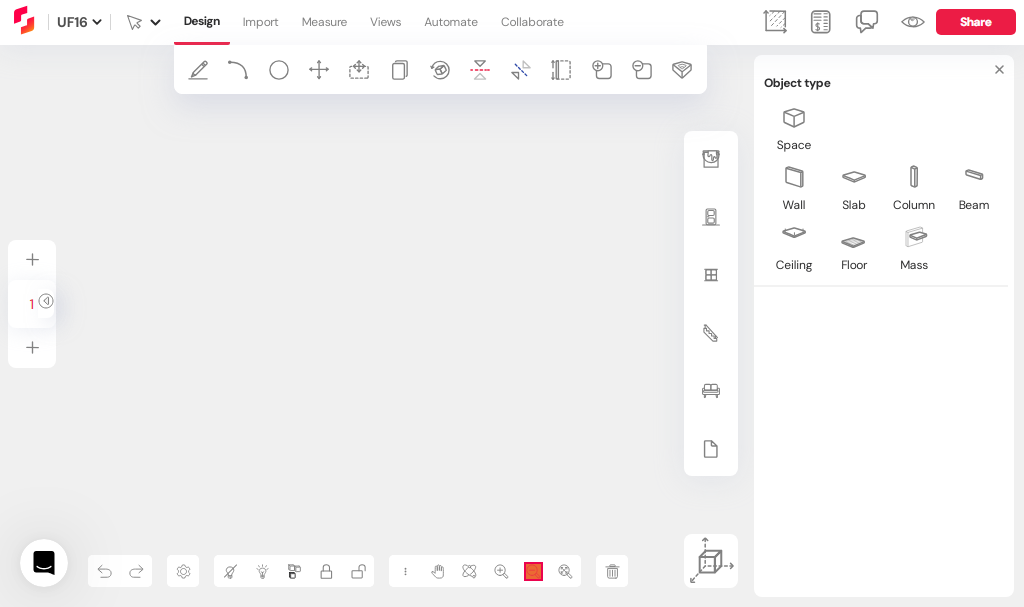 UF16
Design
Import
Measure
Views
Automate
Collaborate
Share
Object type
Space
Wall
Slab
Column
Beam
Ceiling
Floor
Mass
1